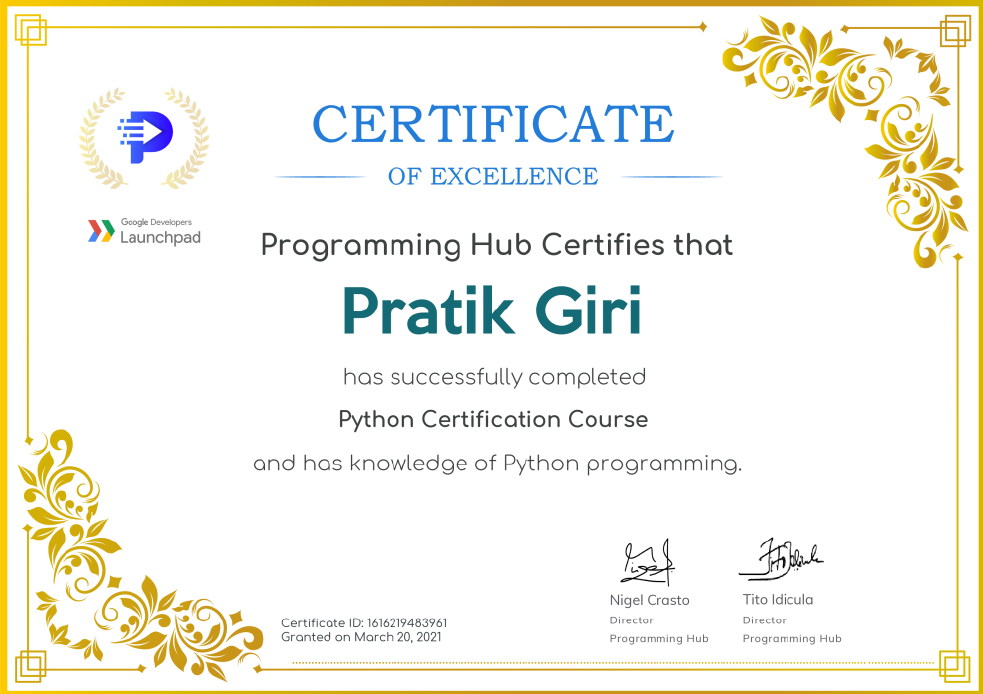 CERTIFICATE
OF EXCELLENCE
Google Developers
Launchpad
Programming Hub Certifies that
Pratik Giri
has successfully completed
Python Certification Course
and has knowledge of Python programming.
Nigel Crasto
Director
Programming Hub
Tito Idicula
Director
Programming Hub
Certificate ID: 1616219483961
Granted on March 20, 2021